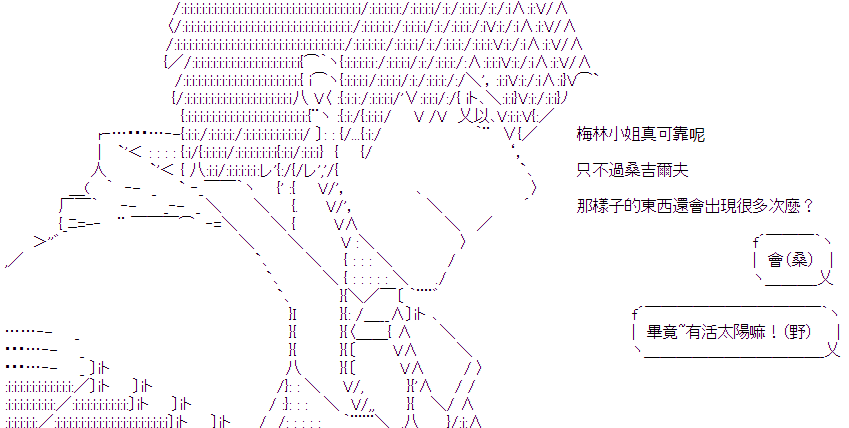 梅林小姐真可靠呢
只不過桑吉爾夫
那樣子的東西還會出現很多次麼？
會(桑)
畢竟~有活太陽嘛！(野)